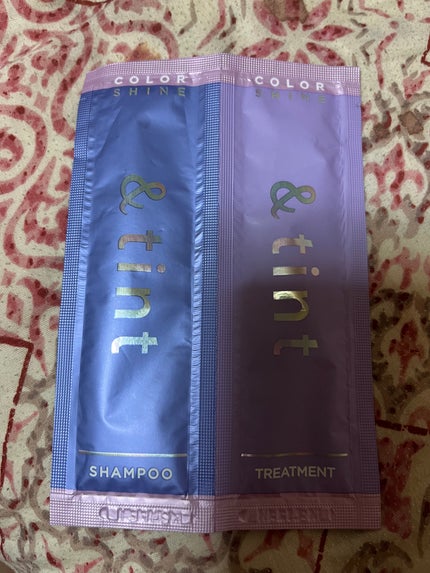 COLOR
SHINE
& tint
SHAMPOO
COLOR
SHINE
& tint
TREATMENT